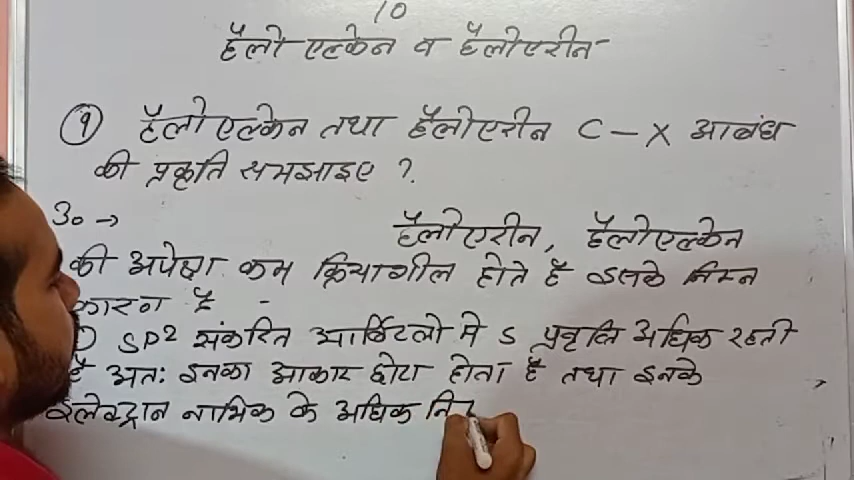 10
हैलो एल्केन व हैलोएरीन
(१) हैलो एल्केन तथा हैलोएरीन C - X आबंध
की प्रकृति समझाइए ?
उ० →
हैलोएरीन, हैलोएल्केन
की अपेक्षा कम क्रियाशील होते है इसके निम्न
कारण है -
SP² संकरित आर्किटलो मे S प्रवृत्ति अधिक रहती
है अतः इनका आकार छोटा होता है तथा इनके
इलेक्ट्रान नाभिक के अधिक